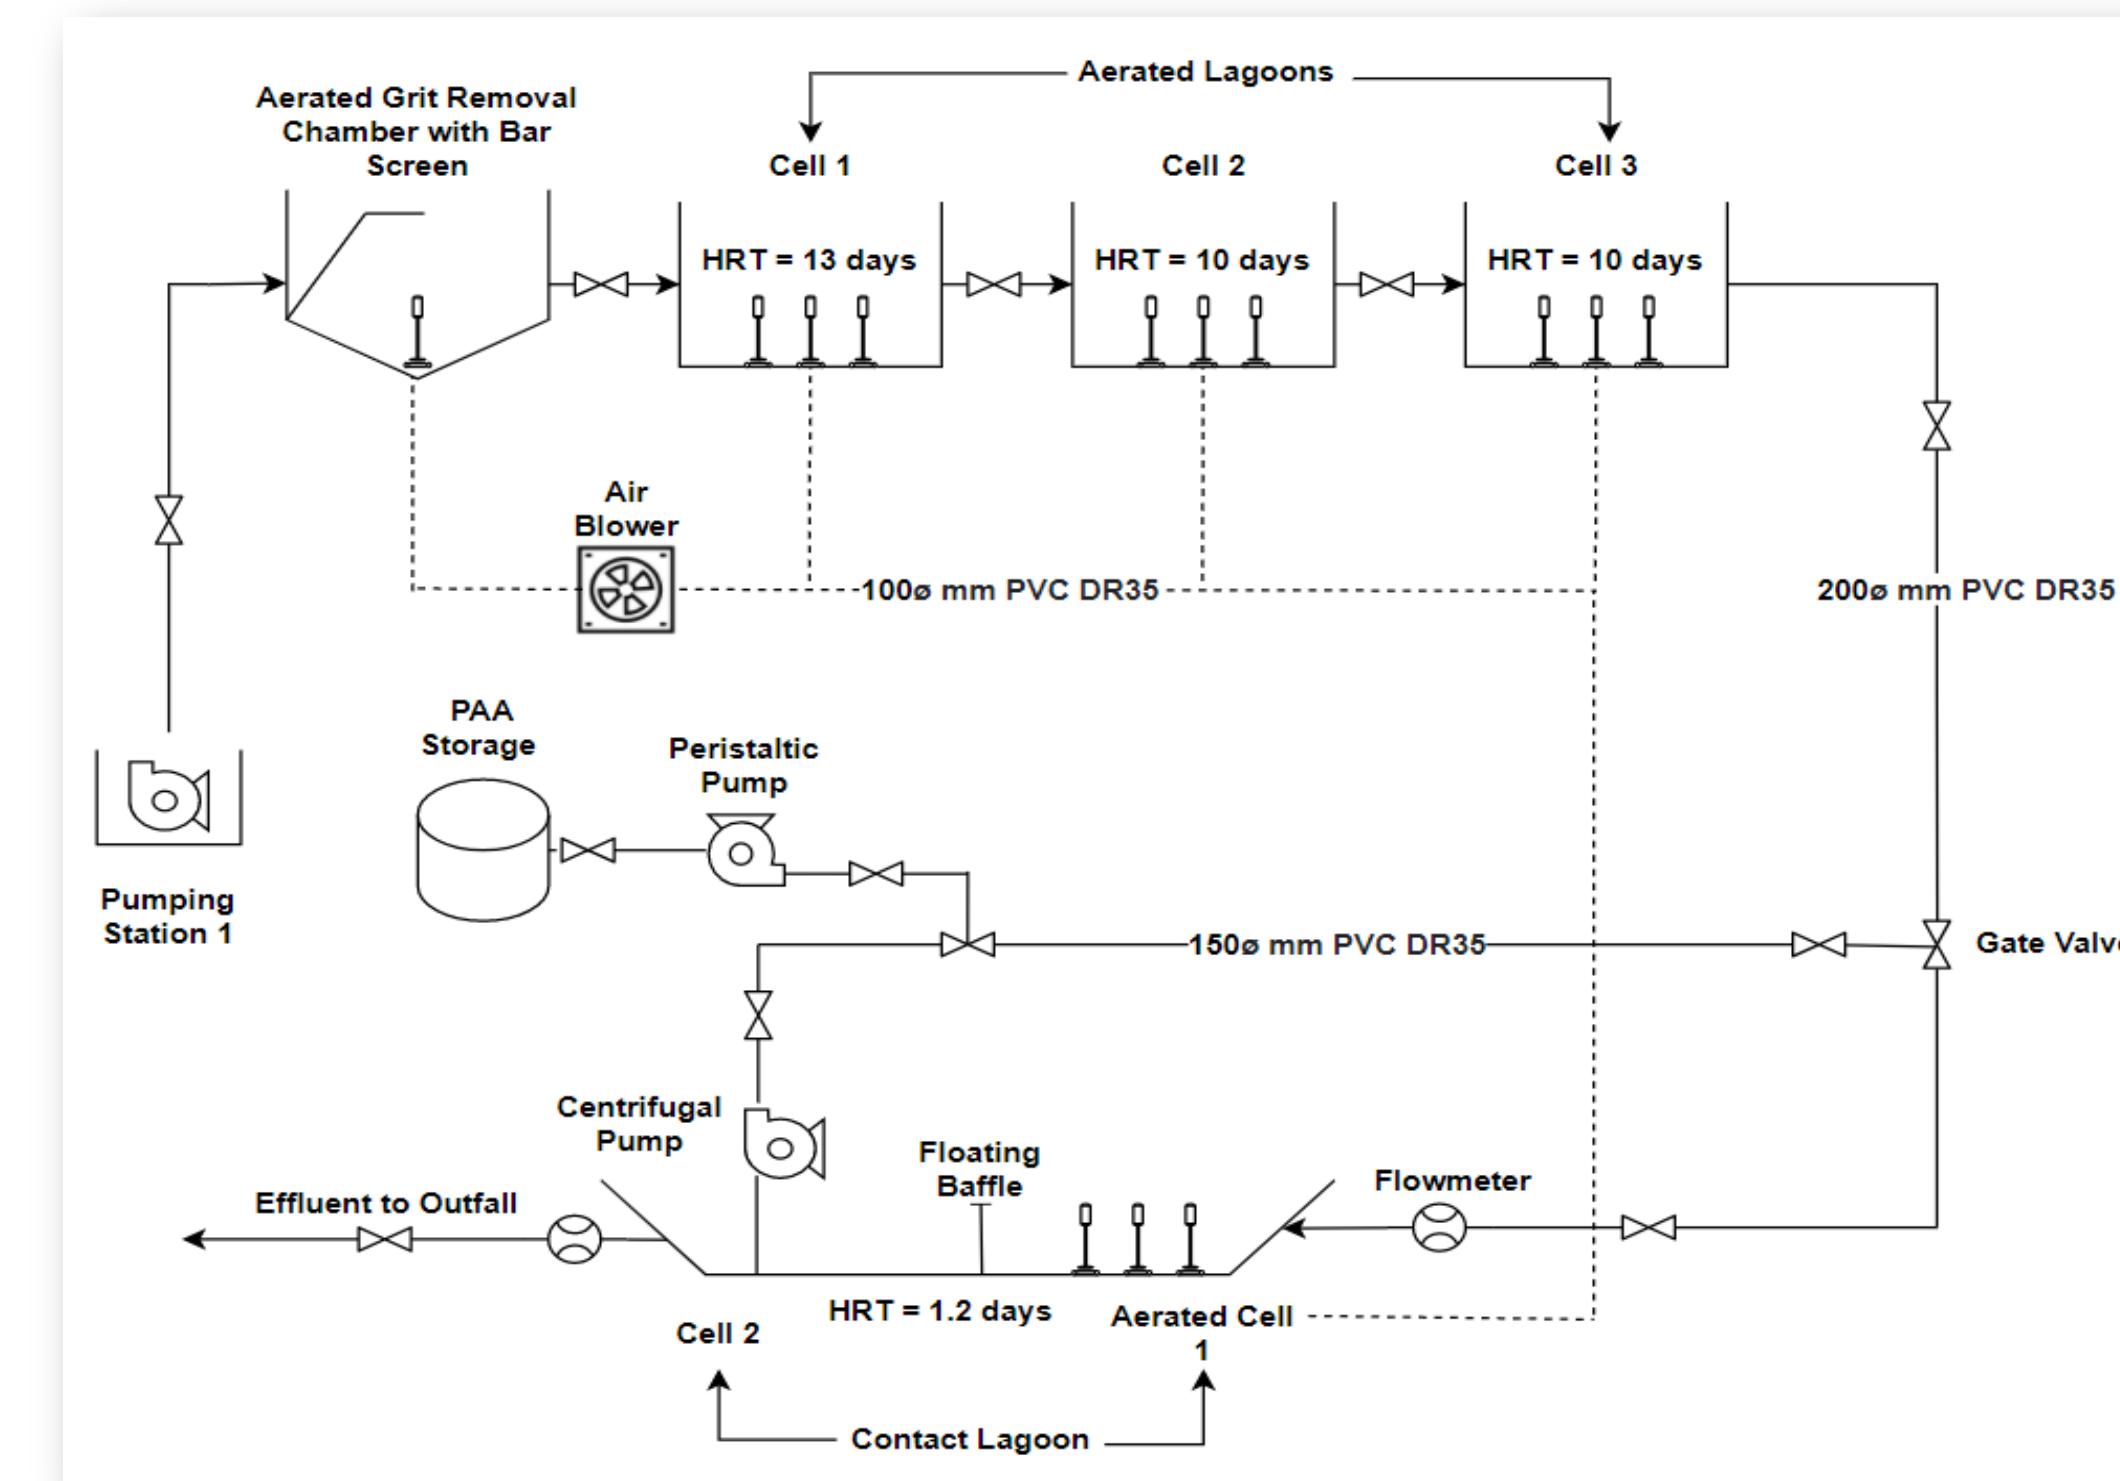 Aerated Lagoons
Aerated Grit Removal
Chamber with Bar
Screen
Cell 1
Cell 2
Cell 3
HRT = 13 days
HRT = 10 days
HRT = 10 days
Air
Blower
100ø mm PVC DR35
200ø mm PVC DR35
PAA
Storage
Peristaltic
Pump
Pumping
Station 1
150ø mm PVC DR35
Gate Valv
Centrifugal
Pump
Floating
Baffle
Flowmeter
Effluent to Outfall
HRT = 1.2 days
Aerated Cell
1
Cell 2
Contact Lagoon